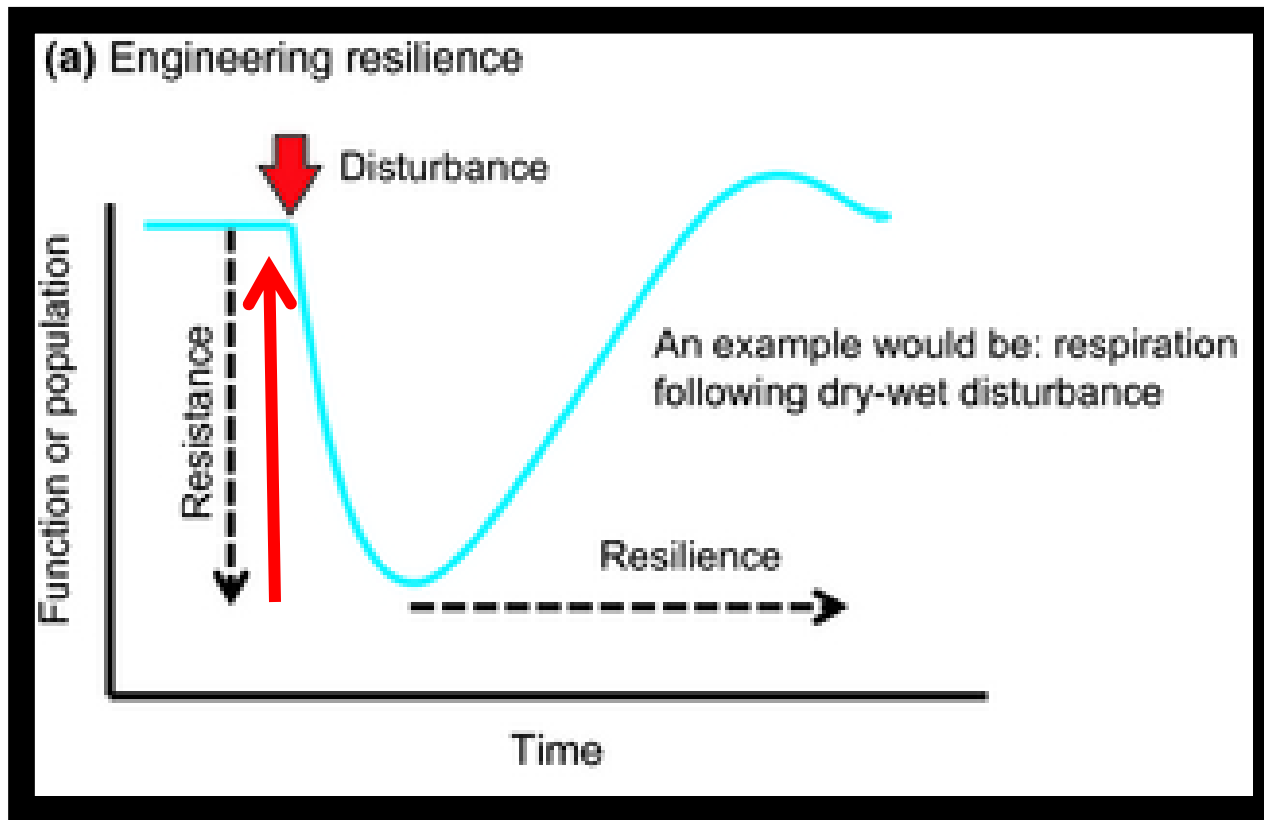 (a) Engineering resilience
Disturbance
Function or population
Resistance
An example would be: respiration
following dry-wet disturbance
Resilience
Time